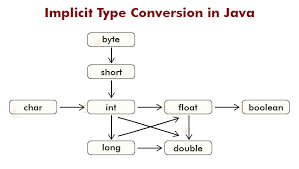 Implicit Type Conversion in Java
byte
short
char int float boolean
long double